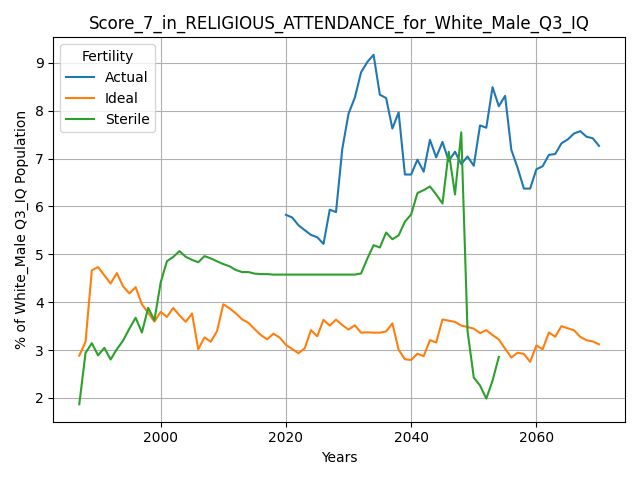 Score_7_in_RELIGIOUS_ATTENDANCE_for_White_Male_Q3_IQ
Fertility
Actual
Ideal
Sterile
% of White_Male Q3_IQ Population
9
8
7
6
5
4
3
2
2000 2020 2040 2060
Years